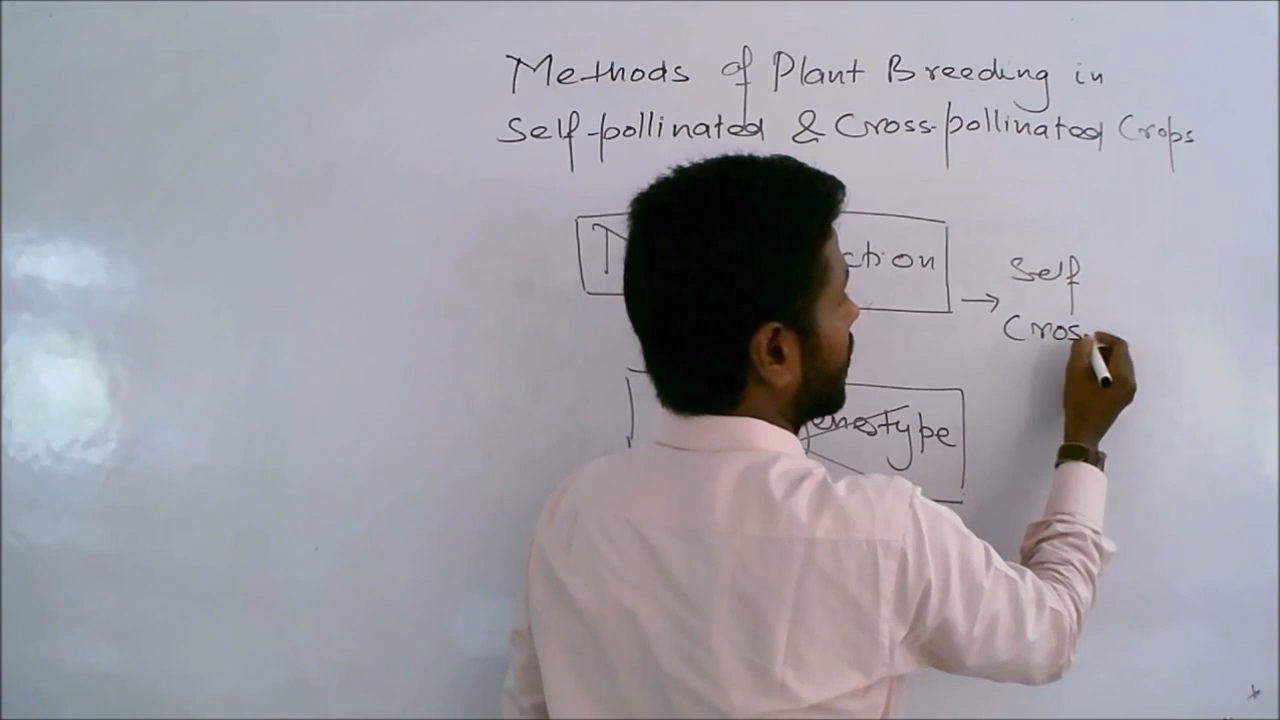 Methods of Plant Breeding in
Self-pollinated & Cross-pollinated Crops
ction
Self
Cros
enotype